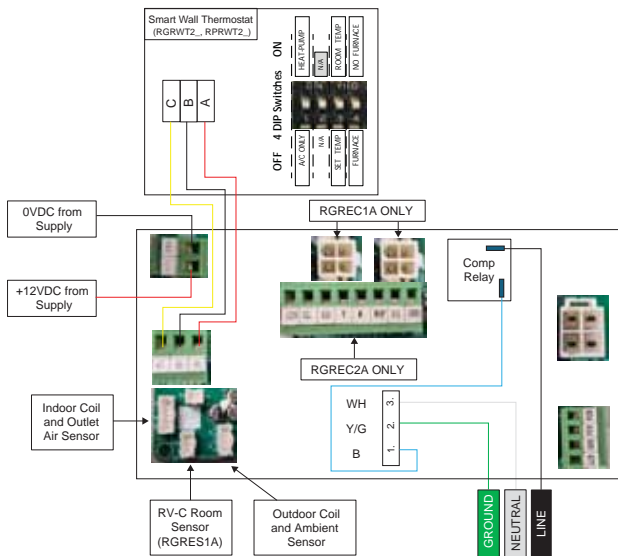 Smart Wall Thermostat
(RGRWT2_, RPRWT2_)
C
B
A
OFF 4 DIP Switches ON
HEAT-PUMP
N/A
ROOM TEMP
NO FURNACE
A/C ONLY
N/A
SET TEMP
FURNACE
0VDC from
Supply
+12VDC from
Supply
RGREC1A ONLY
Comp
Relay
RGREC2A ONLY
Indoor Coil
and Outlet
Air Sensor
WH
Y/G
B
3.
2.
1.
RV-C Room
Sensor
(RGRES1A)
Outdoor Coil
and Ambient
Sensor
GROUND
NEUTRAL
LINE